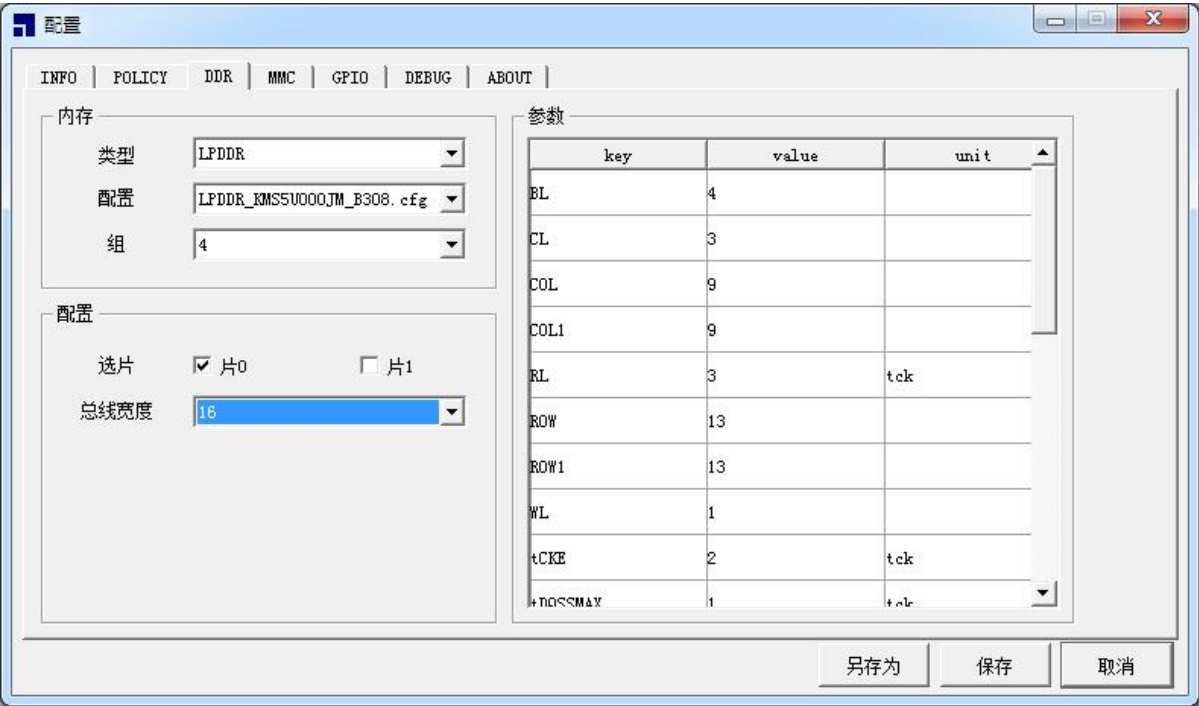 配置
INFO POLICY DDR MMC GPIO DEBUG ABOUT
内存
类型 LPDDR
配置 LPDDR_KMS5U000JM_B308.cfg
组 4
配置
选片 片0 片1
总线宽度 16
参数
key value unit
BL 4
CL 3
COL 9
COL1 9
RL 3 tck
ROW 13
ROW1 13
WL 1
tCKE 2 tck
tDQSSMAX 1 tck
另存为 保存 取消